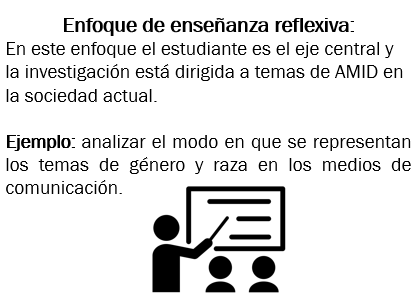 Enfoque de enseñanza reflexiva:
En este enfoque el estudiante es el eje central y
la investigación está dirigida a temas de AMID en
la sociedad actual.
Ejemplo: analizar el modo en que se representan
los temas de género y raza en los medios de
comunicación.